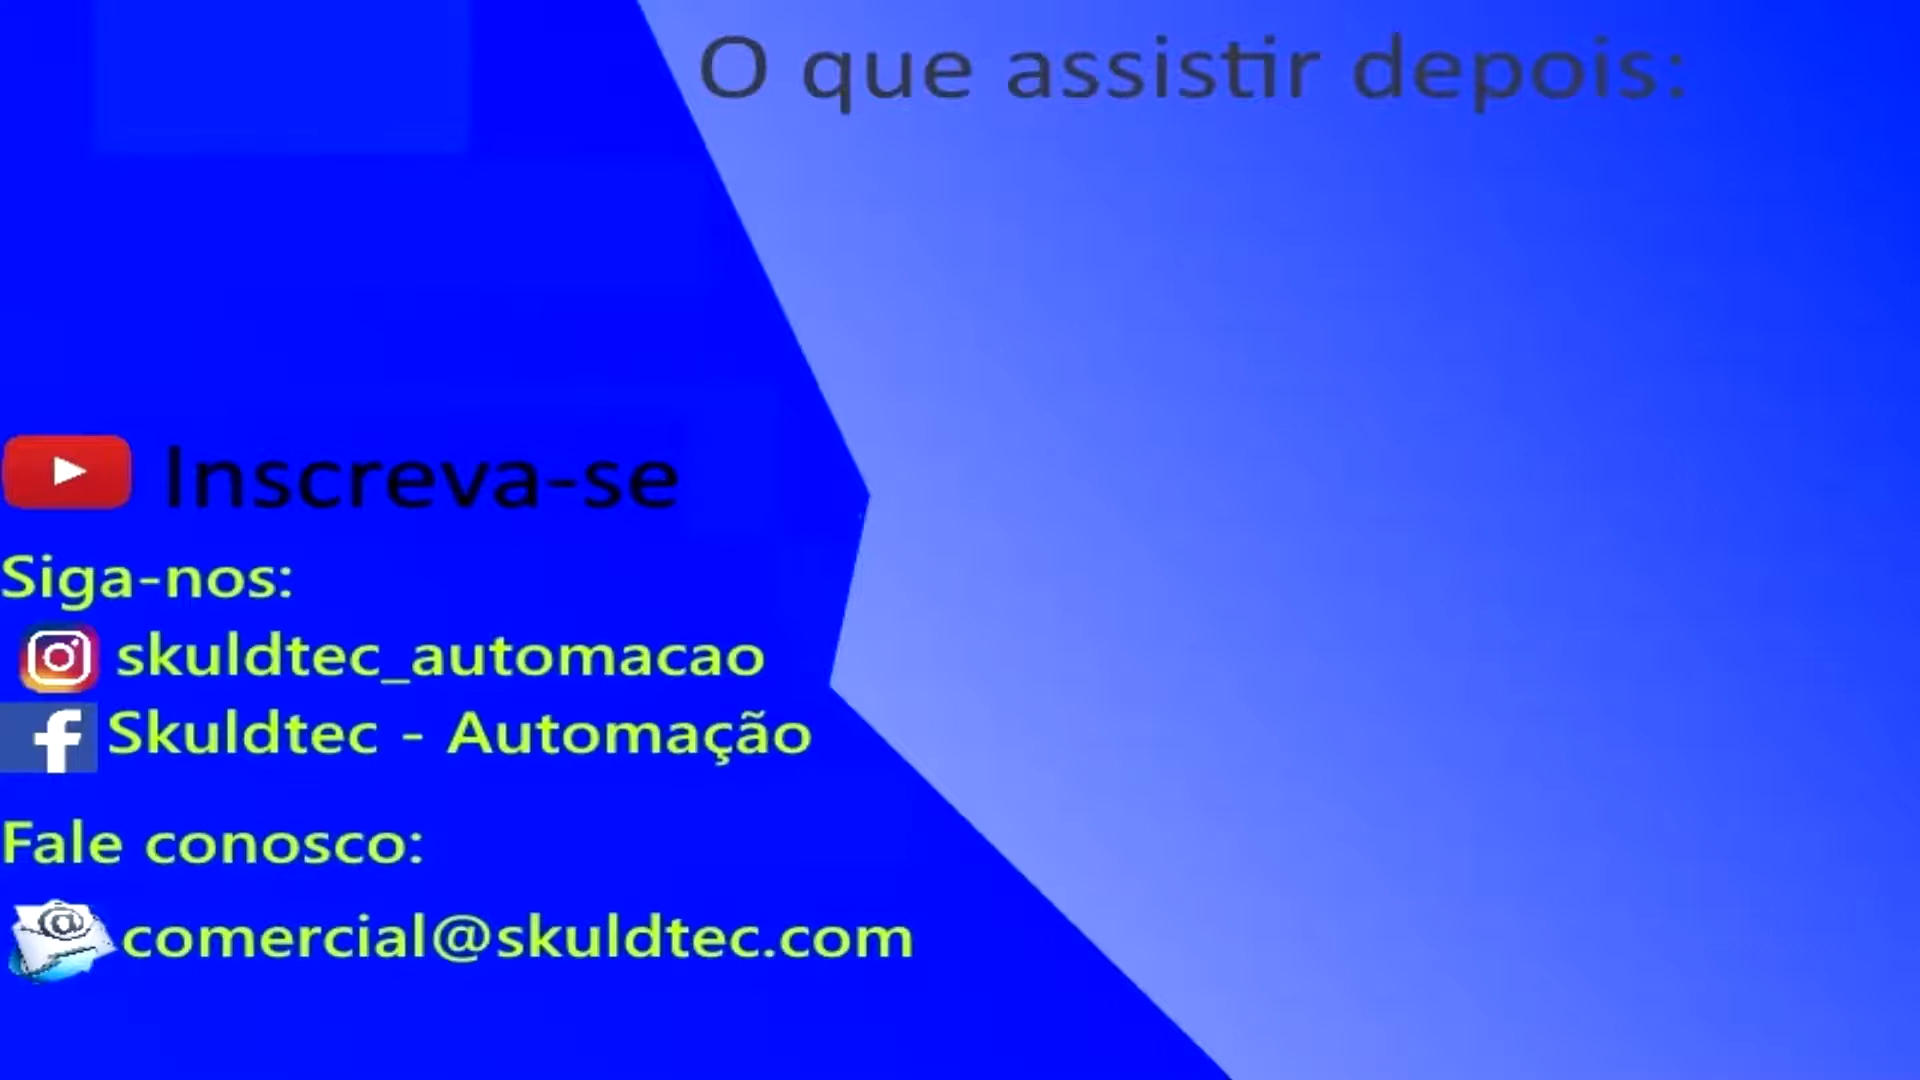 O que assistir depois:
Inscreva-se
Siga-nos:
skuldtec_automacao
Skuldtec - Automação
Fale conosco:
comercial@skuldtec.com